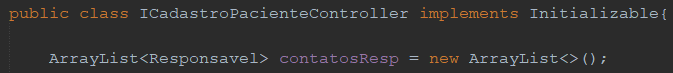 public class ICadastroPacienteController implements Initializable{
ArrayList<Responsavel> contatosResp = new ArrayList<>();